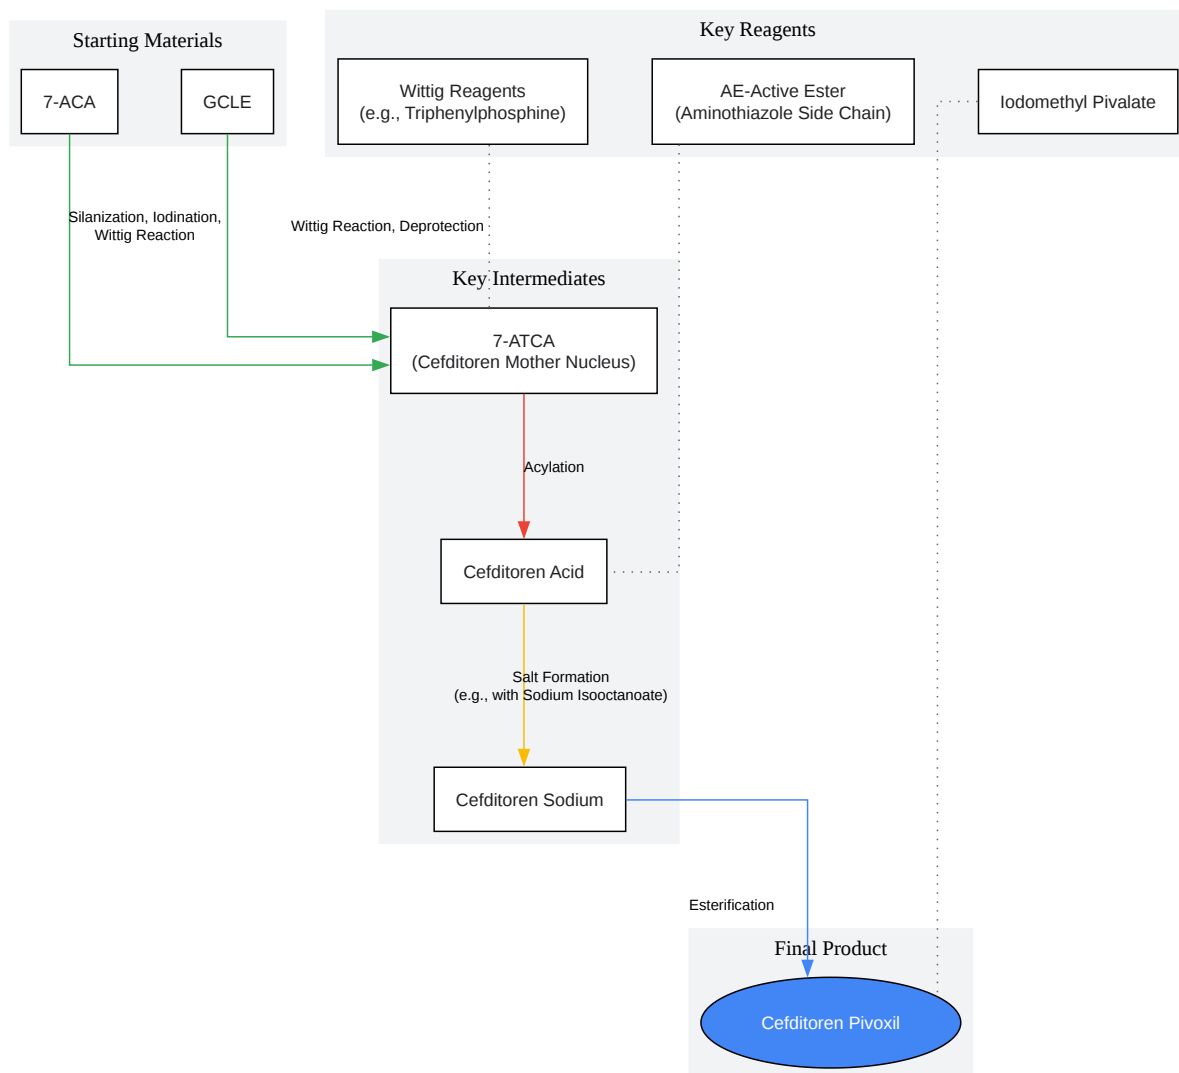 Starting Materials
7-ACA
GCLE
Key Reagents
Wittig Reagents
(e.g., Triphenylphosphine)
AE-Active Ester
(Aminothiazole Side Chain)
Iodomethyl Pivalate
Silanization, Iodination,
Wittig Reaction
Wittig Reaction, Deprotection
Key Intermediates
7-ATCA
(Cefditoren Mother Nucleus)
Acylation
Cefditoren Acid
Salt Formation
(e.g., with Sodium Isooctanoate)
Cefditoren Sodium
Esterification
Final Product
Cefditoren Pivoxil